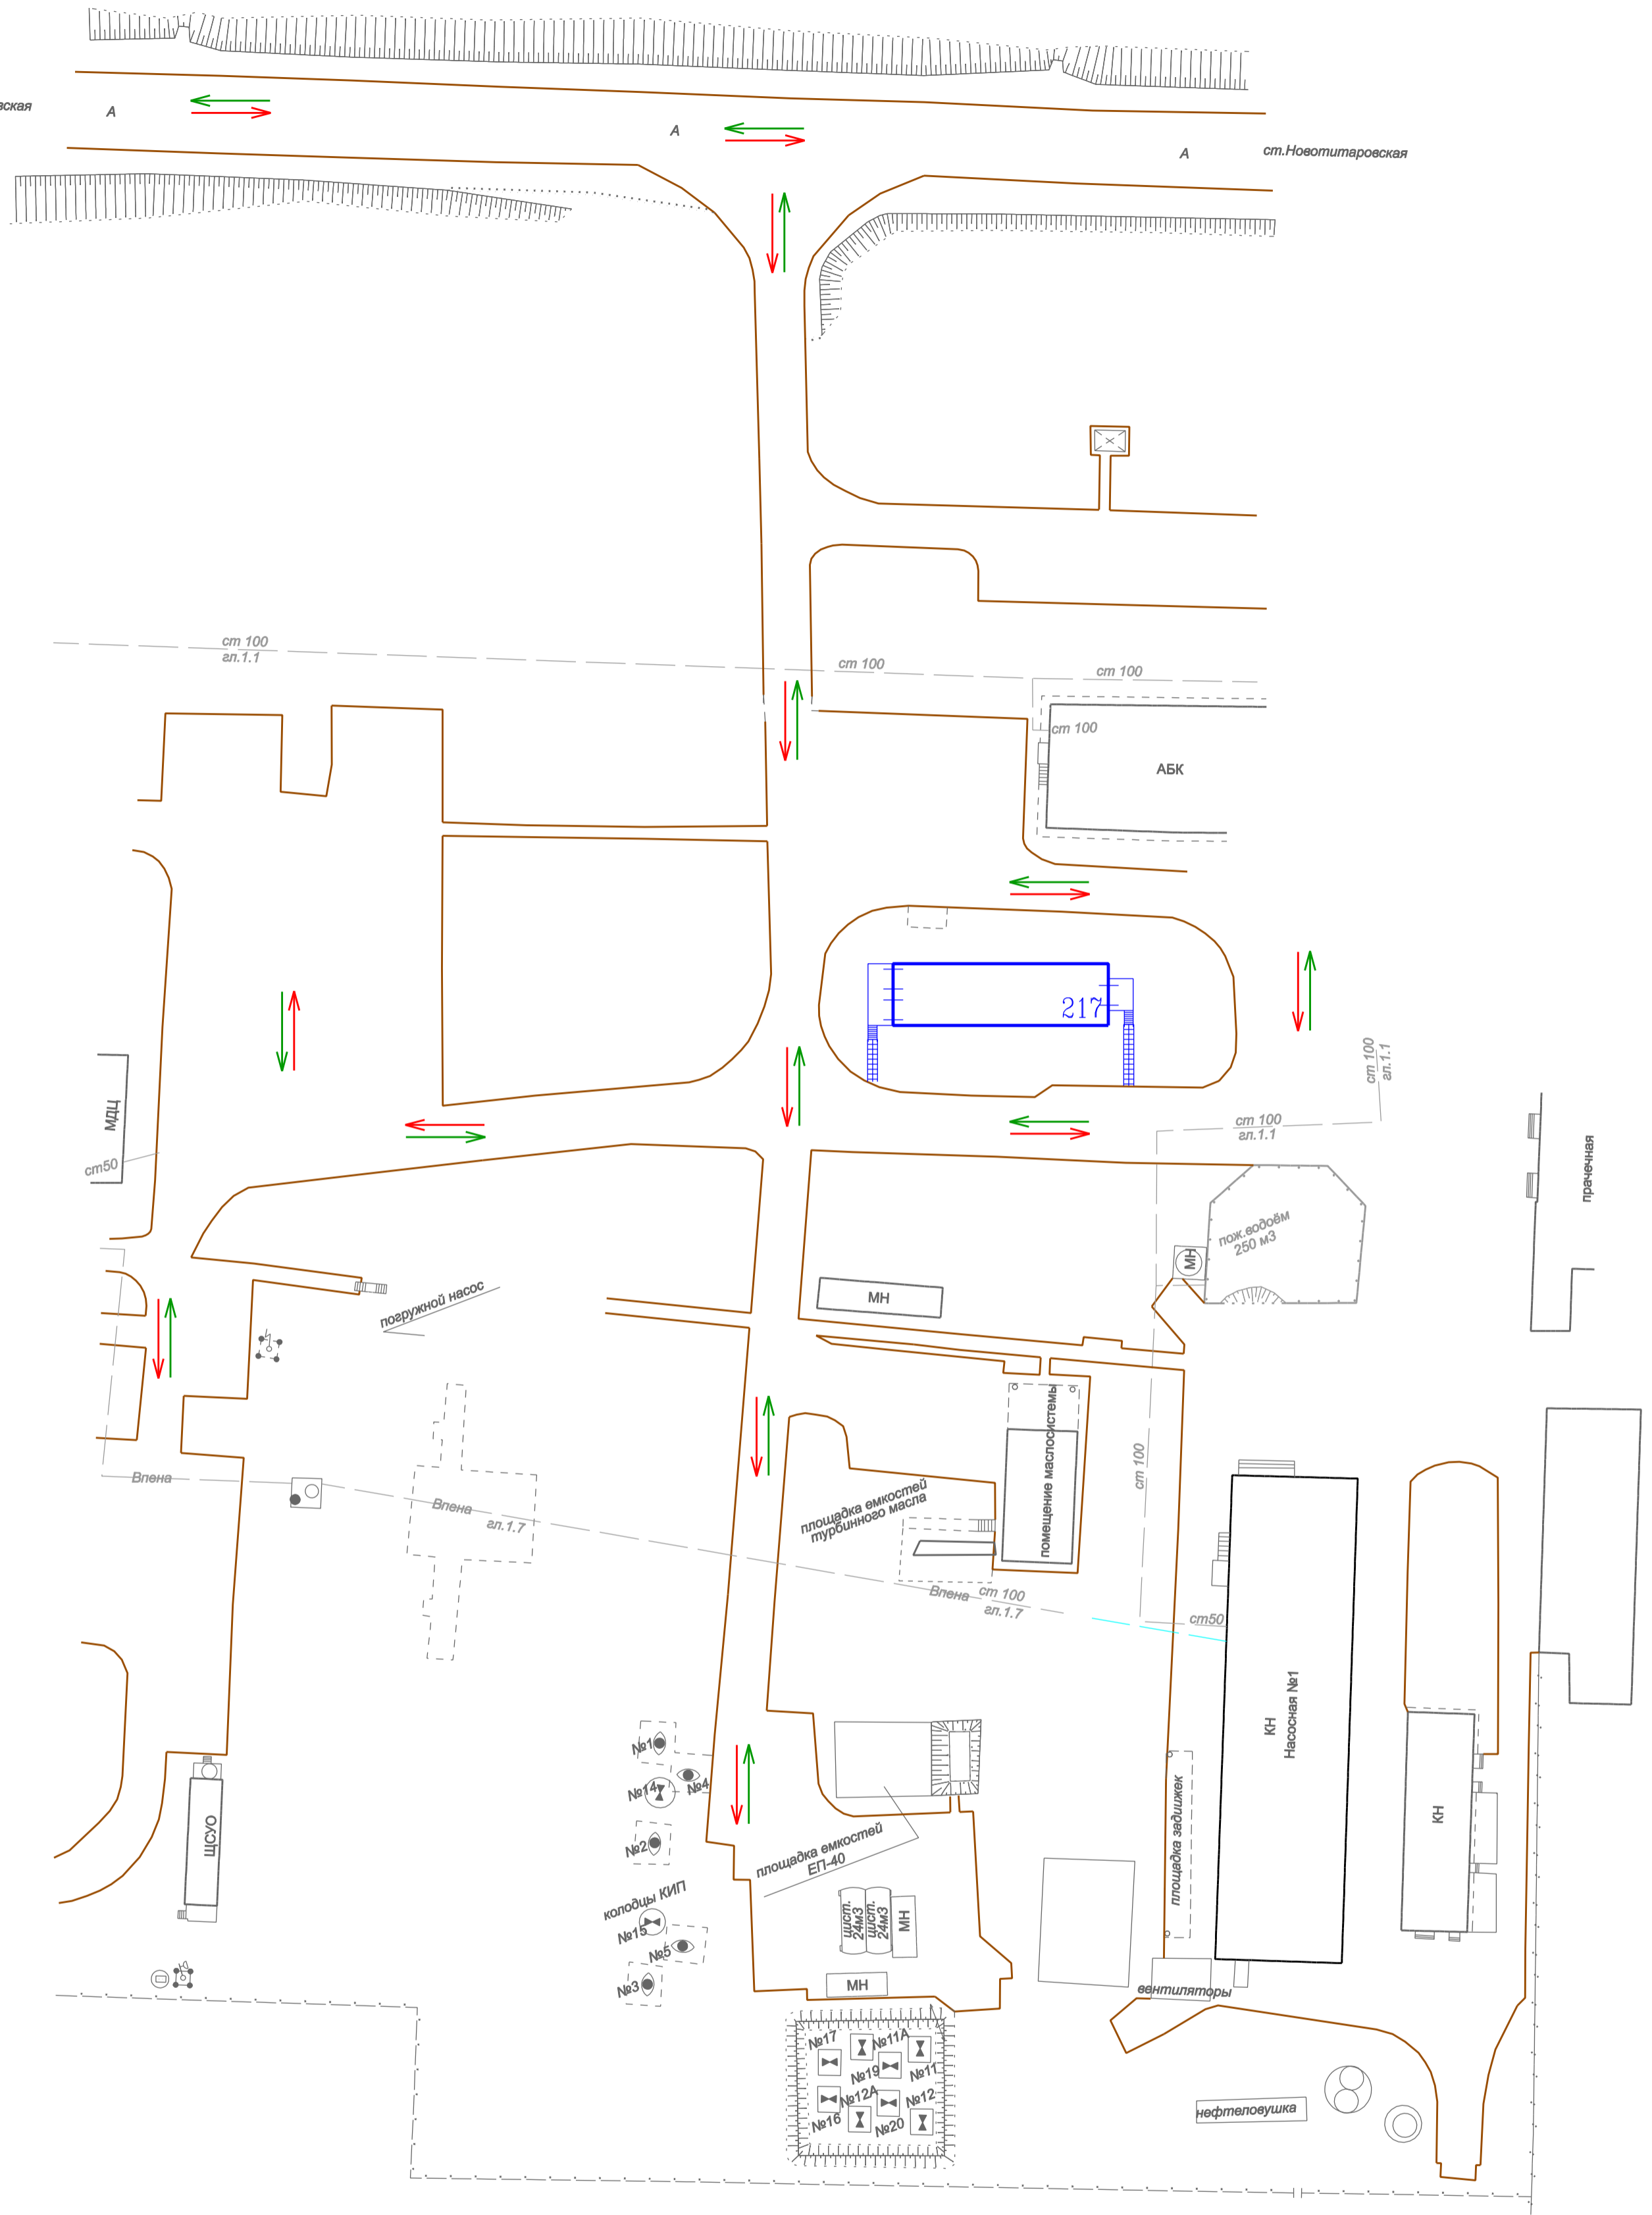 вская
А
А
А
ст.Новотитаровская
ст 100
гл.1.1
ст 100
ст 100
ст 100
АБК
217
МДЦ
ст50
ст 100
гл.1.1
ст 100
гл.1.1
прачечная
пож.водоём
250 м3
МН
погружной насос
МН
помещение маслосистемы
ст 100
Впена
Впена
гл.1.7
площадка емкостей
турбинного масла
Впена
ст 100
гл.1.7
ст50
КН
Насосная №1
КН
№1
№14
№4
№2
ЩСУО
площадка задвижек
площадка емкостей
ЕП-40
колодцы КИП
№15
№5
№3
цист.
24м3
цист.
24м3
МН
МН
вентиляторы
№17
№11А
№19
№11
№12А
№12
№16
№20
нефтеловушка